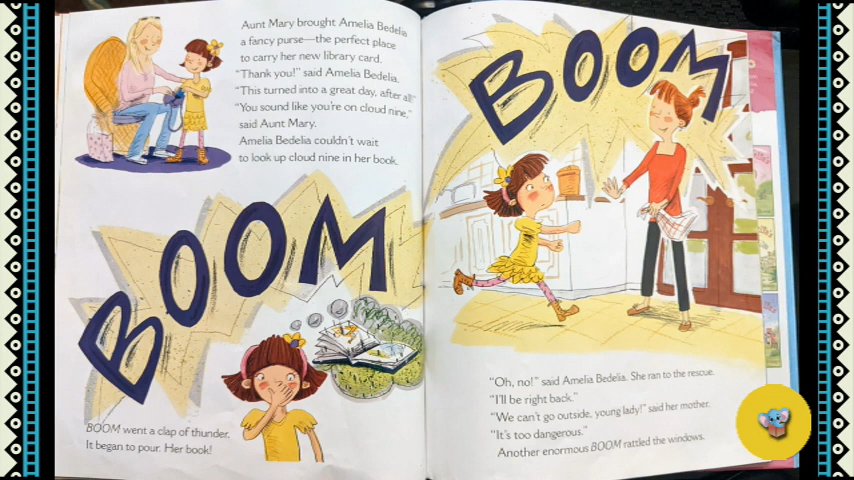 Aunt Mary brought Amelia Bedelia
a fancy purse—the perfect place
to carry her new library card.
"Thank you!" said Amelia Bedelia.
"This turned into a great day, after all!"
"You sound like you're on cloud nine,"
said Aunt Mary.
Amelia Bedelia couldn't wait
to look up cloud nine in her book.
BOOM
BOOM went a clap of thunder.
It began to pour. Her book!
BOOM
"Oh, no!" said Amelia Bedelia. She ran to the rescue.
"I'll be right back."
"We can't go outside, young lady!" said her mother.
"It's too dangerous."
Another enormous BOOM rattled the windows.